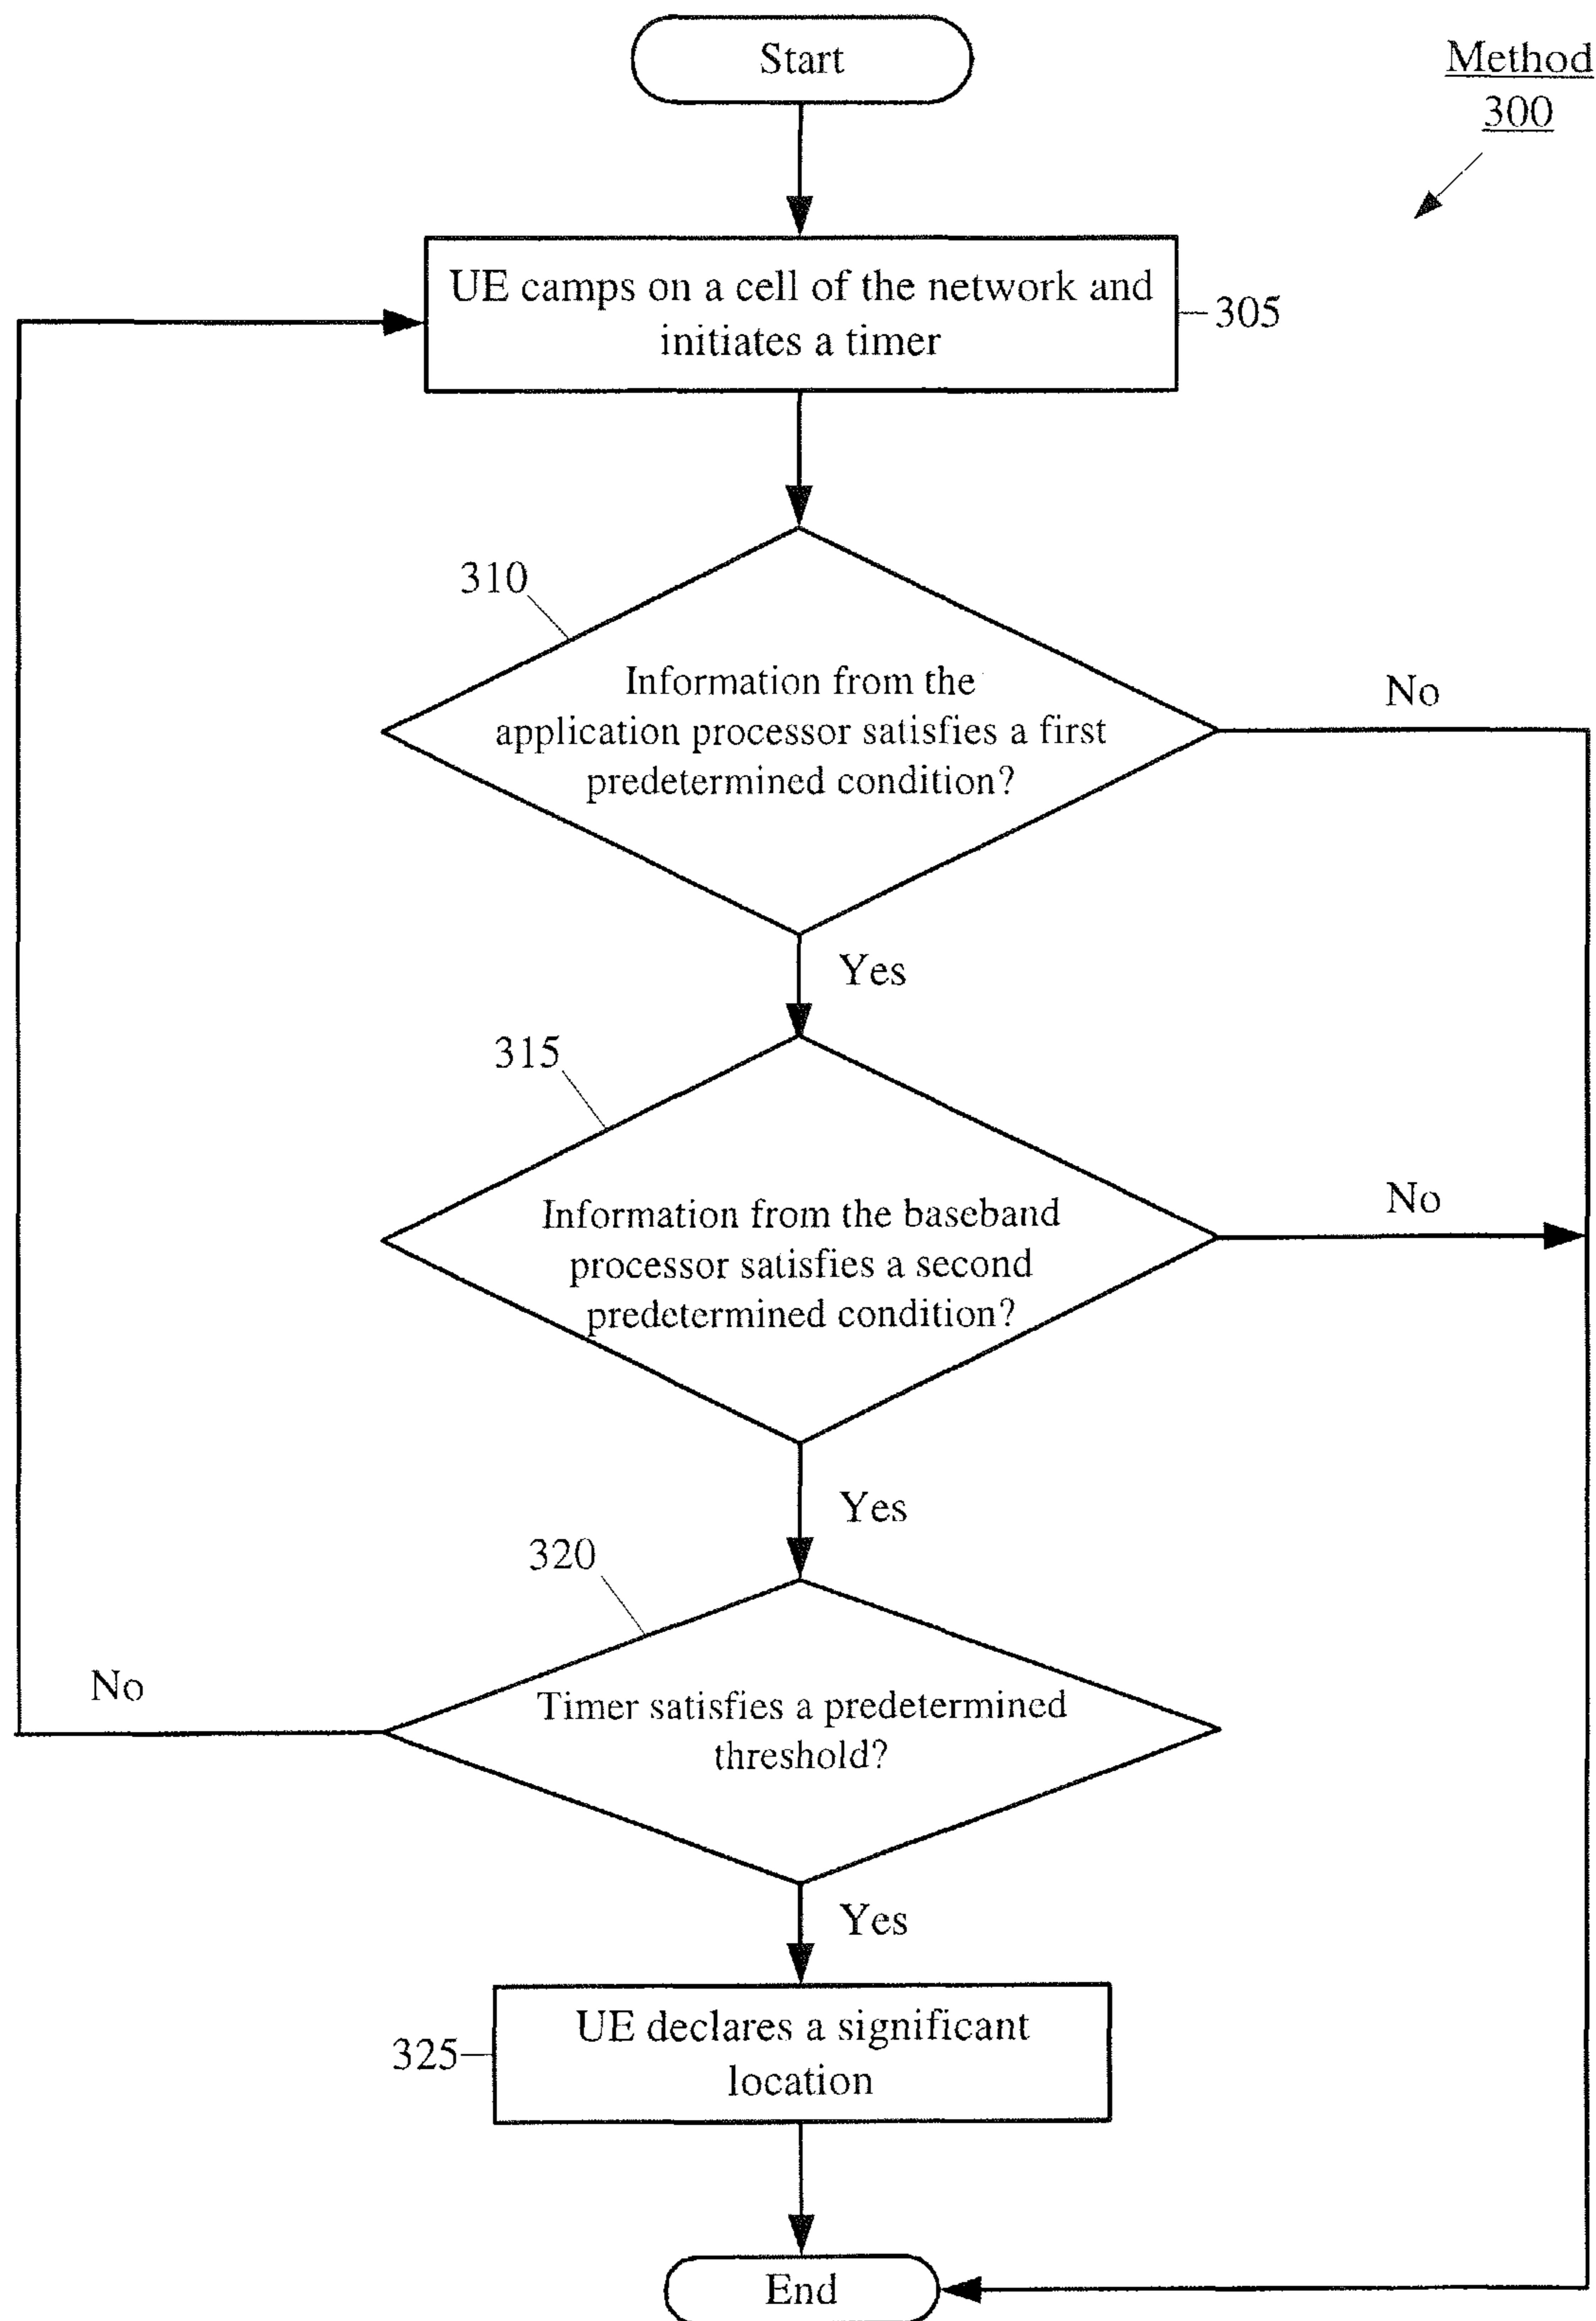 Start
Method
300
UE camps on a cell of the network and
initiates a timer
305
310
Information from the
application processor satisfies a first
predetermined condition?
No
Yes
315
Information from the baseband
processor satisfies a second
predetermined condition?
No
Yes
320
Timer satisfies a predetermined
threshold?
No
Yes
UE declares a significant
location
325
End